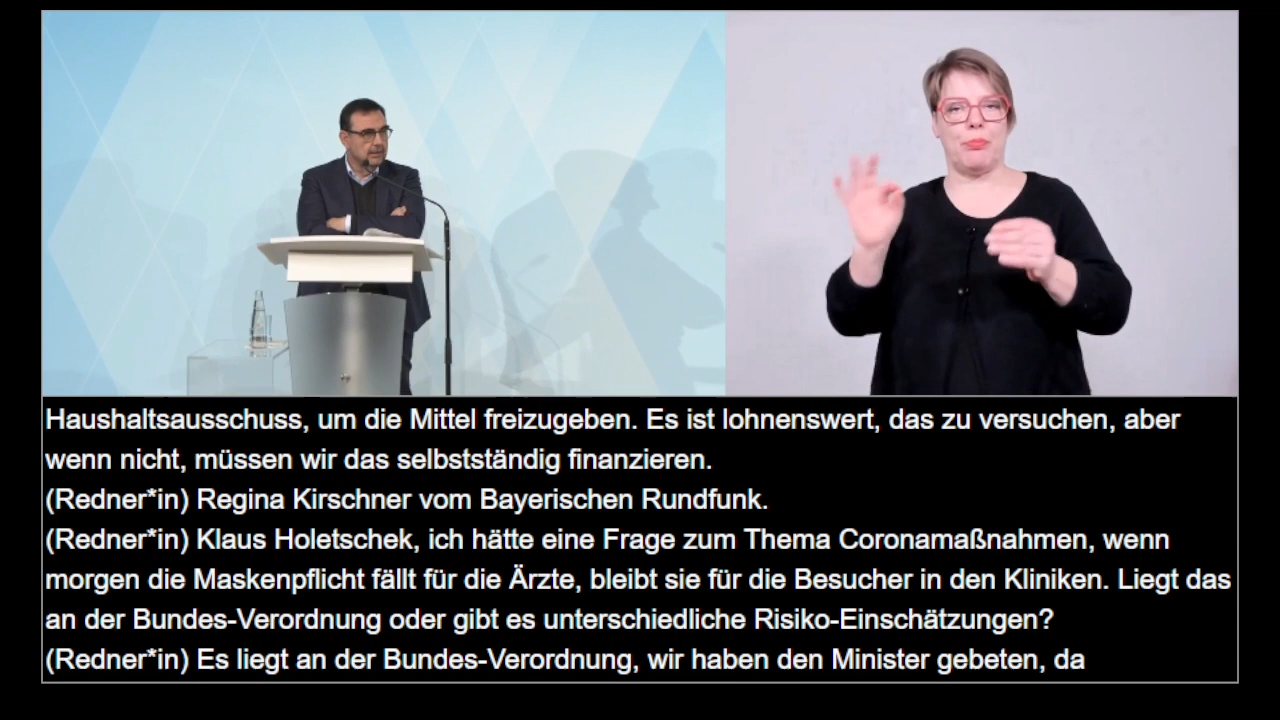 Haushaltsausschuss, um die Mittel freizugeben. Es ist lohnenswert, das zu versuchen, aber
wenn nicht, müssen wir das selbstständig finanzieren.
(Redner*in) Regina Kirschner vom Bayerischen Rundfunk.
(Redner*in) Klaus Holetschek, ich hätte eine Frage zum Thema Coronamaßnahmen, wenn
morgen die Maskenpflicht fällt für die Ärzte, bleibt sie für die Besucher in den Kliniken. Liegt das
an der Bundes-Verordnung oder gibt es unterschiedliche Risiko-Einschätzungen?
(Redner*in) Es liegt an der Bundes-Verordnung, wir haben den Minister gebeten, da